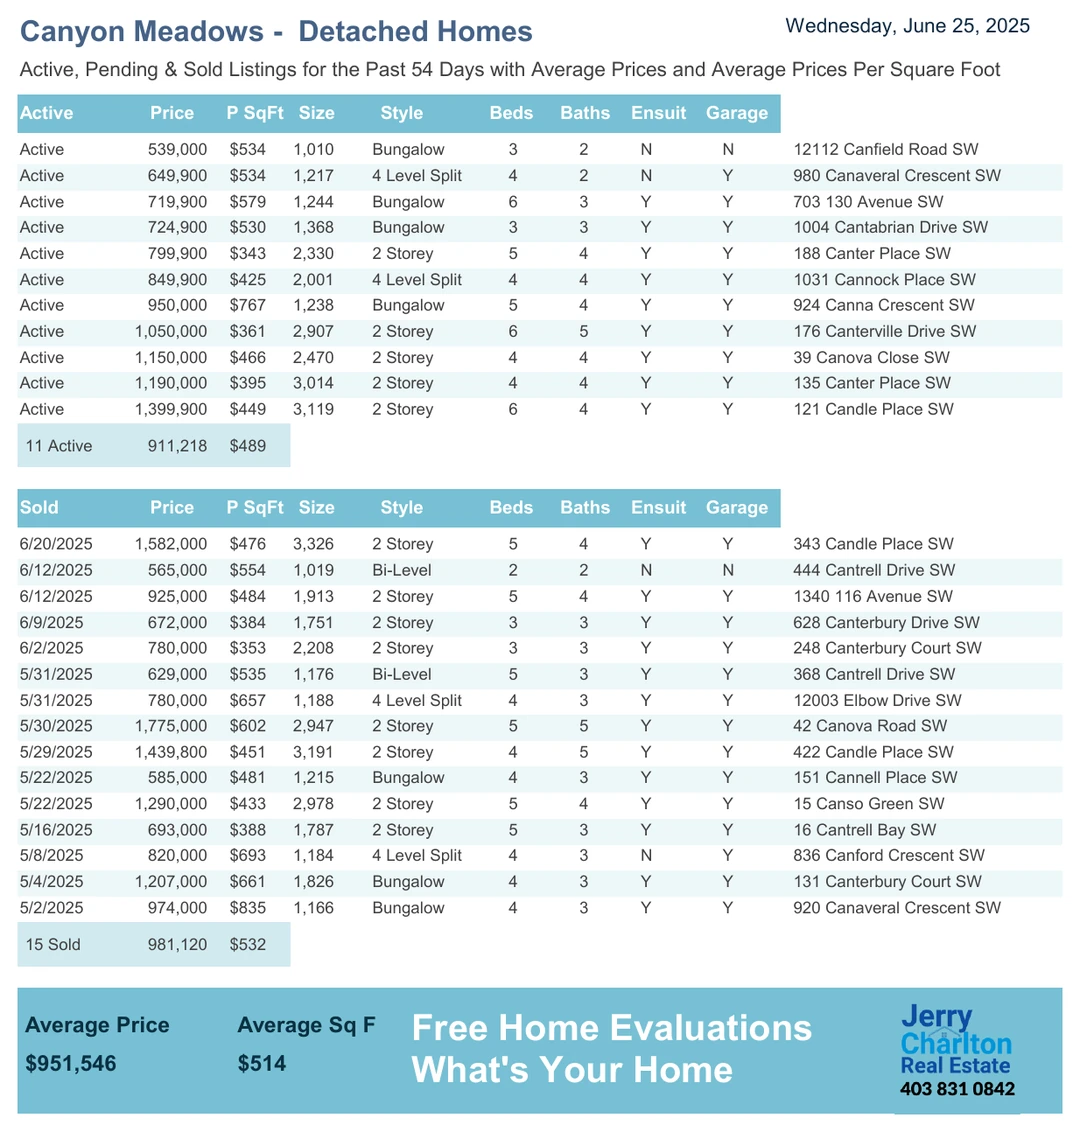 Canyon Meadows -  Detached Homes
Wednesday, June 25, 2025
Active, Pending & Sold Listings for the Past 54 Days with Average Prices and Average Prices Per Square Foot
Active Price P SqFt Size Style Beds Baths Ensuit Garage
Active 539,000 $534 1,010 Bungalow 3 2 N N 12112 Canfield Road SW
Active 649,900 $534 1,217 4 Level Split 4 2 N Y 980 Canaveral Crescent SW
Active 719,900 $579 1,244 Bungalow 6 3 Y Y 703 130 Avenue SW
Active 724,900 $530 1,368 Bungalow 3 3 Y Y 1004 Cantabrian Drive SW
Active 799,900 $343 2,330 2 Storey 5 4 Y Y 188 Canter Place SW
Active 849,900 $425 2,001 4 Level Split 4 4 Y Y 1031 Cannock Place SW
Active 950,000 $767 1,238 Bungalow 5 4 Y Y 924 Canna Crescent SW
Active 1,050,000 $361 2,907 2 Storey 6 5 Y Y 176 Canterville Drive SW
Active 1,150,000 $466 2,470 2 Storey 4 4 Y Y 39 Canova Close SW
Active 1,190,000 $395 3,014 2 Storey 4 4 Y Y 135 Canter Place SW
Active 1,399,900 $449 3,119 2 Storey 6 4 Y Y 121 Candle Place SW
11 Active 911,218 $489
Sold Price P SqFt Size Style Beds Baths Ensuit Garage
6/20/2025 1,582,000 $476 3,326 2 Storey 5 4 Y Y 343 Candle Place SW
6/12/2025 565,000 $554 1,019 Bi-Level 2 2 N N 444 Cantrell Drive SW
6/12/2025 925,000 $484 1,913 2 Storey 5 4 Y Y 1340 116 Avenue SW
6/9/2025 672,000 $384 1,751 2 Storey 3 3 Y Y 628 Canterbury Drive SW
6/2/2025 780,000 $353 2,208 2 Storey 3 3 Y Y 248 Canterbury Court SW
5/31/2025 629,000 $535 1,176 Bi-Level 5 3 Y Y 368 Cantrell Drive SW
5/31/2025 780,000 $657 1,188 4 Level Split 4 3 Y Y 12003 Elbow Drive SW
5/30/2025 1,775,000 $602 2,947 2 Storey 5 5 Y Y 42 Canova Road SW
5/29/2025 1,439,800 $451 3,191 2 Storey 4 5 Y Y 422 Candle Place SW
5/22/2025 585,000 $481 1,215 Bungalow 4 3 Y Y 151 Cannell Place SW
5/22/2025 1,290,000 $433 2,978 2 Storey 5 4 Y Y 15 Canso Green SW
5/16/2025 693,000 $388 1,787 2 Storey 5 3 Y Y 16 Cantrell Bay SW
5/8/2025 820,000 $693 1,184 4 Level Split 4 3 N Y 836 Canford Crescent SW
5/4/2025 1,207,000 $661 1,826 Bungalow 4 3 Y Y 131 Canterbury Court SW
5/2/2025 974,000 $835 1,166 Bungalow 4 3 Y Y 920 Canaveral Crescent SW
15 Sold 981,120 $532
Average Price Average Sq F
$951,546 $514
Free Home Evaluations
What's Your Home
Jerry
Charlton
Real Estate
403 831 0842